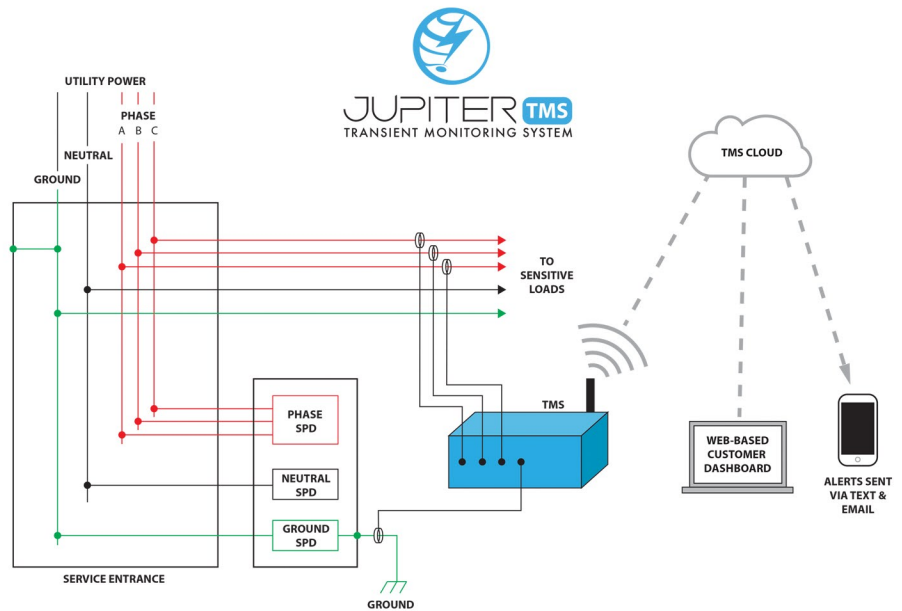 JUPITER TMS
TRANSIENT MONITORING SYSTEM
UTILITY POWER
PHASE
A B C
NEUTRAL
GROUND
TMS CLOUD
TO
SENSITIVE
LOADS
TMS
PHASE
SPD
NEUTRAL
SPD
GROUND
SPD
WEB-BASED
CUSTOMER
DASHBOARD
ALERTS SENT
VIA TEXT &
EMAIL
SERVICE ENTRANCE
GROUND